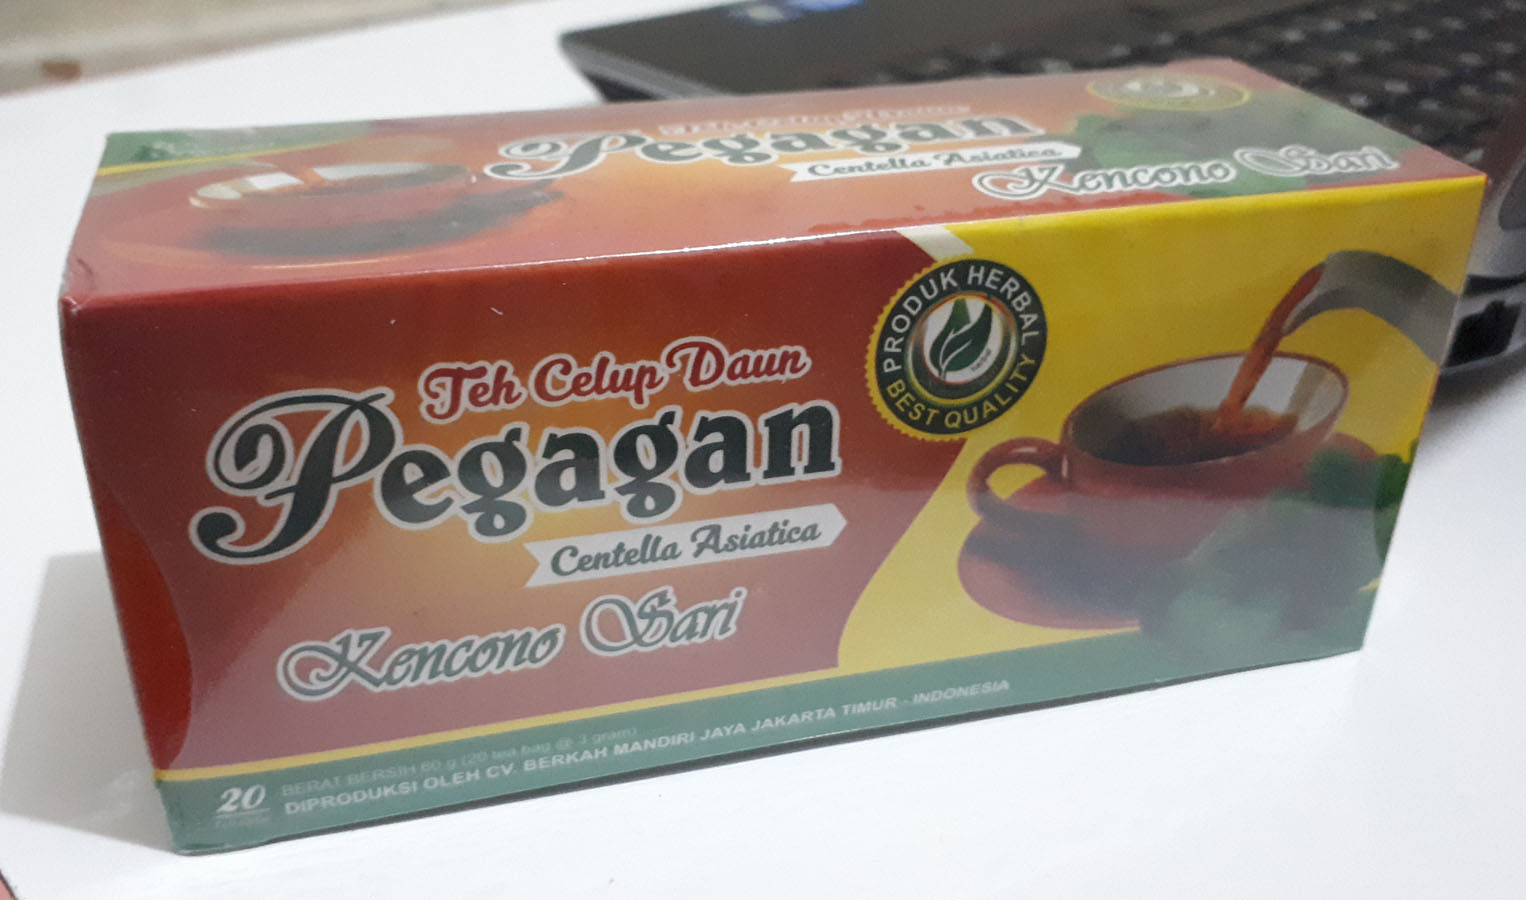 Pegagan
Centella Asiatica
Kencono Sari
Teh Celup Daun
Pegagan
Centella Asiatica
Kencono Sari
PRODUK HERBAL
herbal
BEST QUALITY
20
BERAT BERSIH 60 g (20 tea bag @ 3 gram)
DIPRODUKSI OLEH CV. BERKAH MANDIRI JAYA JAKARTA TIMUR - INDONESIA